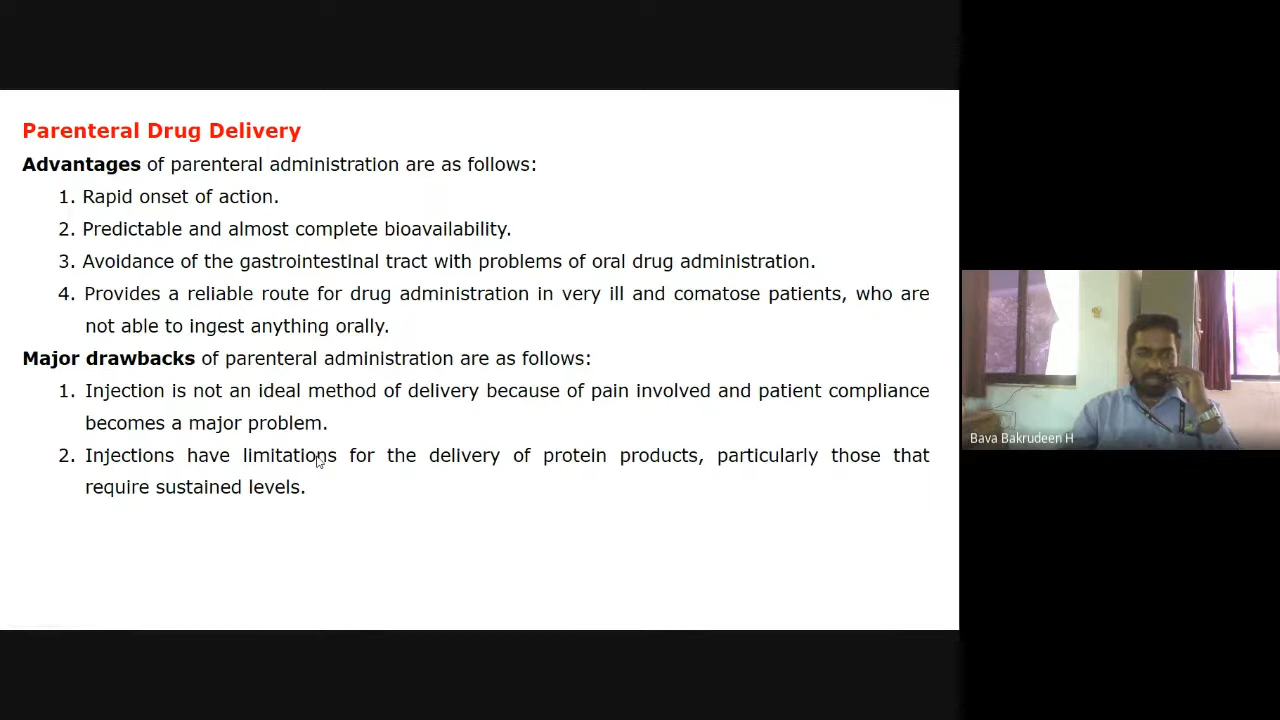 Parenteral Drug Delivery
Advantages of parenteral administration are as follows:
1. Rapid onset of action.
2. Predictable and almost complete bioavailability.
3. Avoidance of the gastrointestinal tract with problems of oral drug administration.
4. Provides a reliable route for drug administration in very ill and comatose patients, who are
not able to ingest anything orally.
Major drawbacks of parenteral administration are as follows:
1. Injection is not an ideal method of delivery because of pain involved and patient compliance
becomes a major problem.
2. Injections have limitations for the delivery of protein products, particularly those that
require sustained levels.
Bava Bakrudeen H